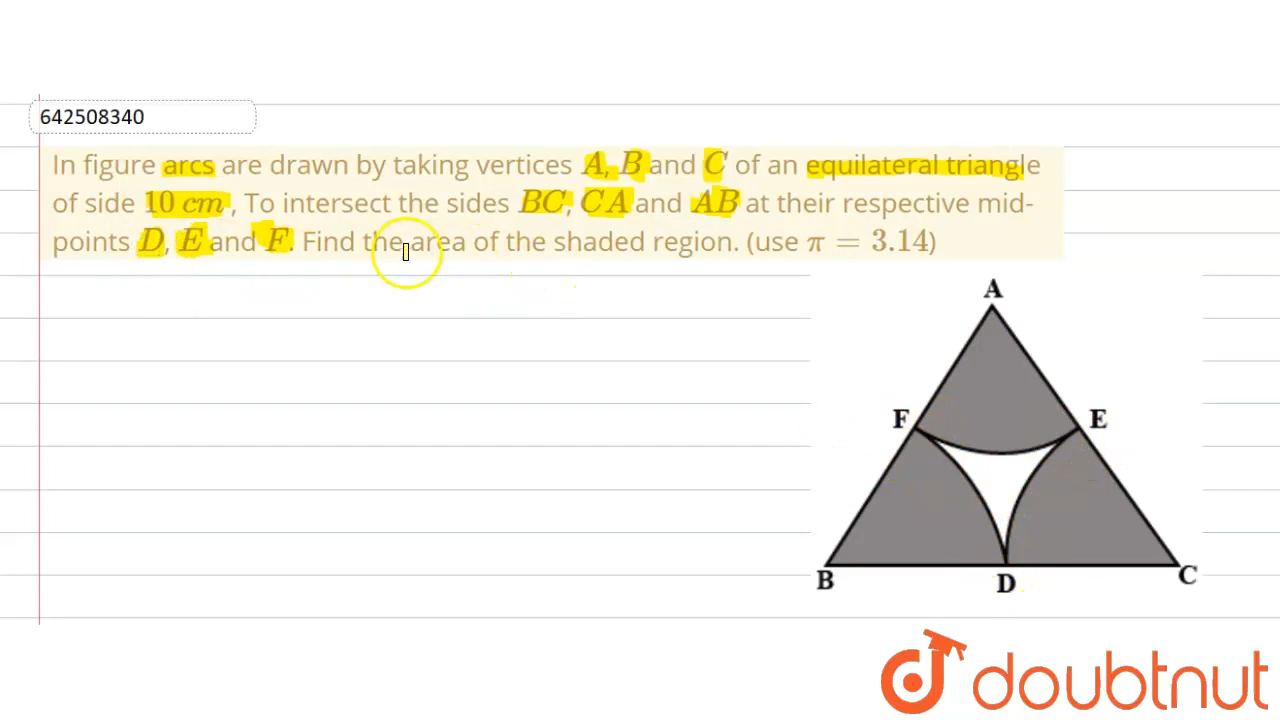 642508340
In figure arcs are drawn by taking vertices A, B and C of an equilateral triangle
of side 10 cm , To intersect the sides BC, CA and AB at their respective mid-
points D, E and F. Find the area of the shaded region. (use π = 3.14)
A
F E
B D C
doubtnut